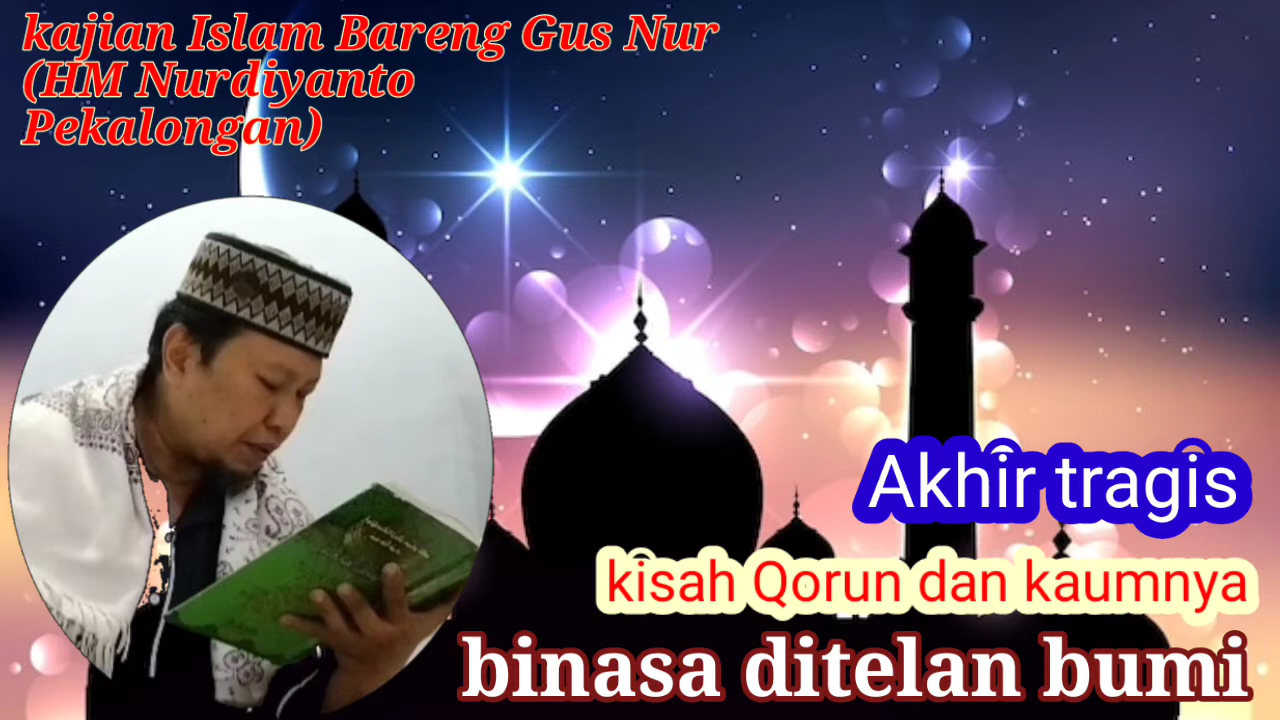 kajian Islam Bareng Gus Nur
(HM Nurdiyanto
Pekalongan)
Akhir tragis
kisah Qorun dan kaumnya
binasa ditelan bumi